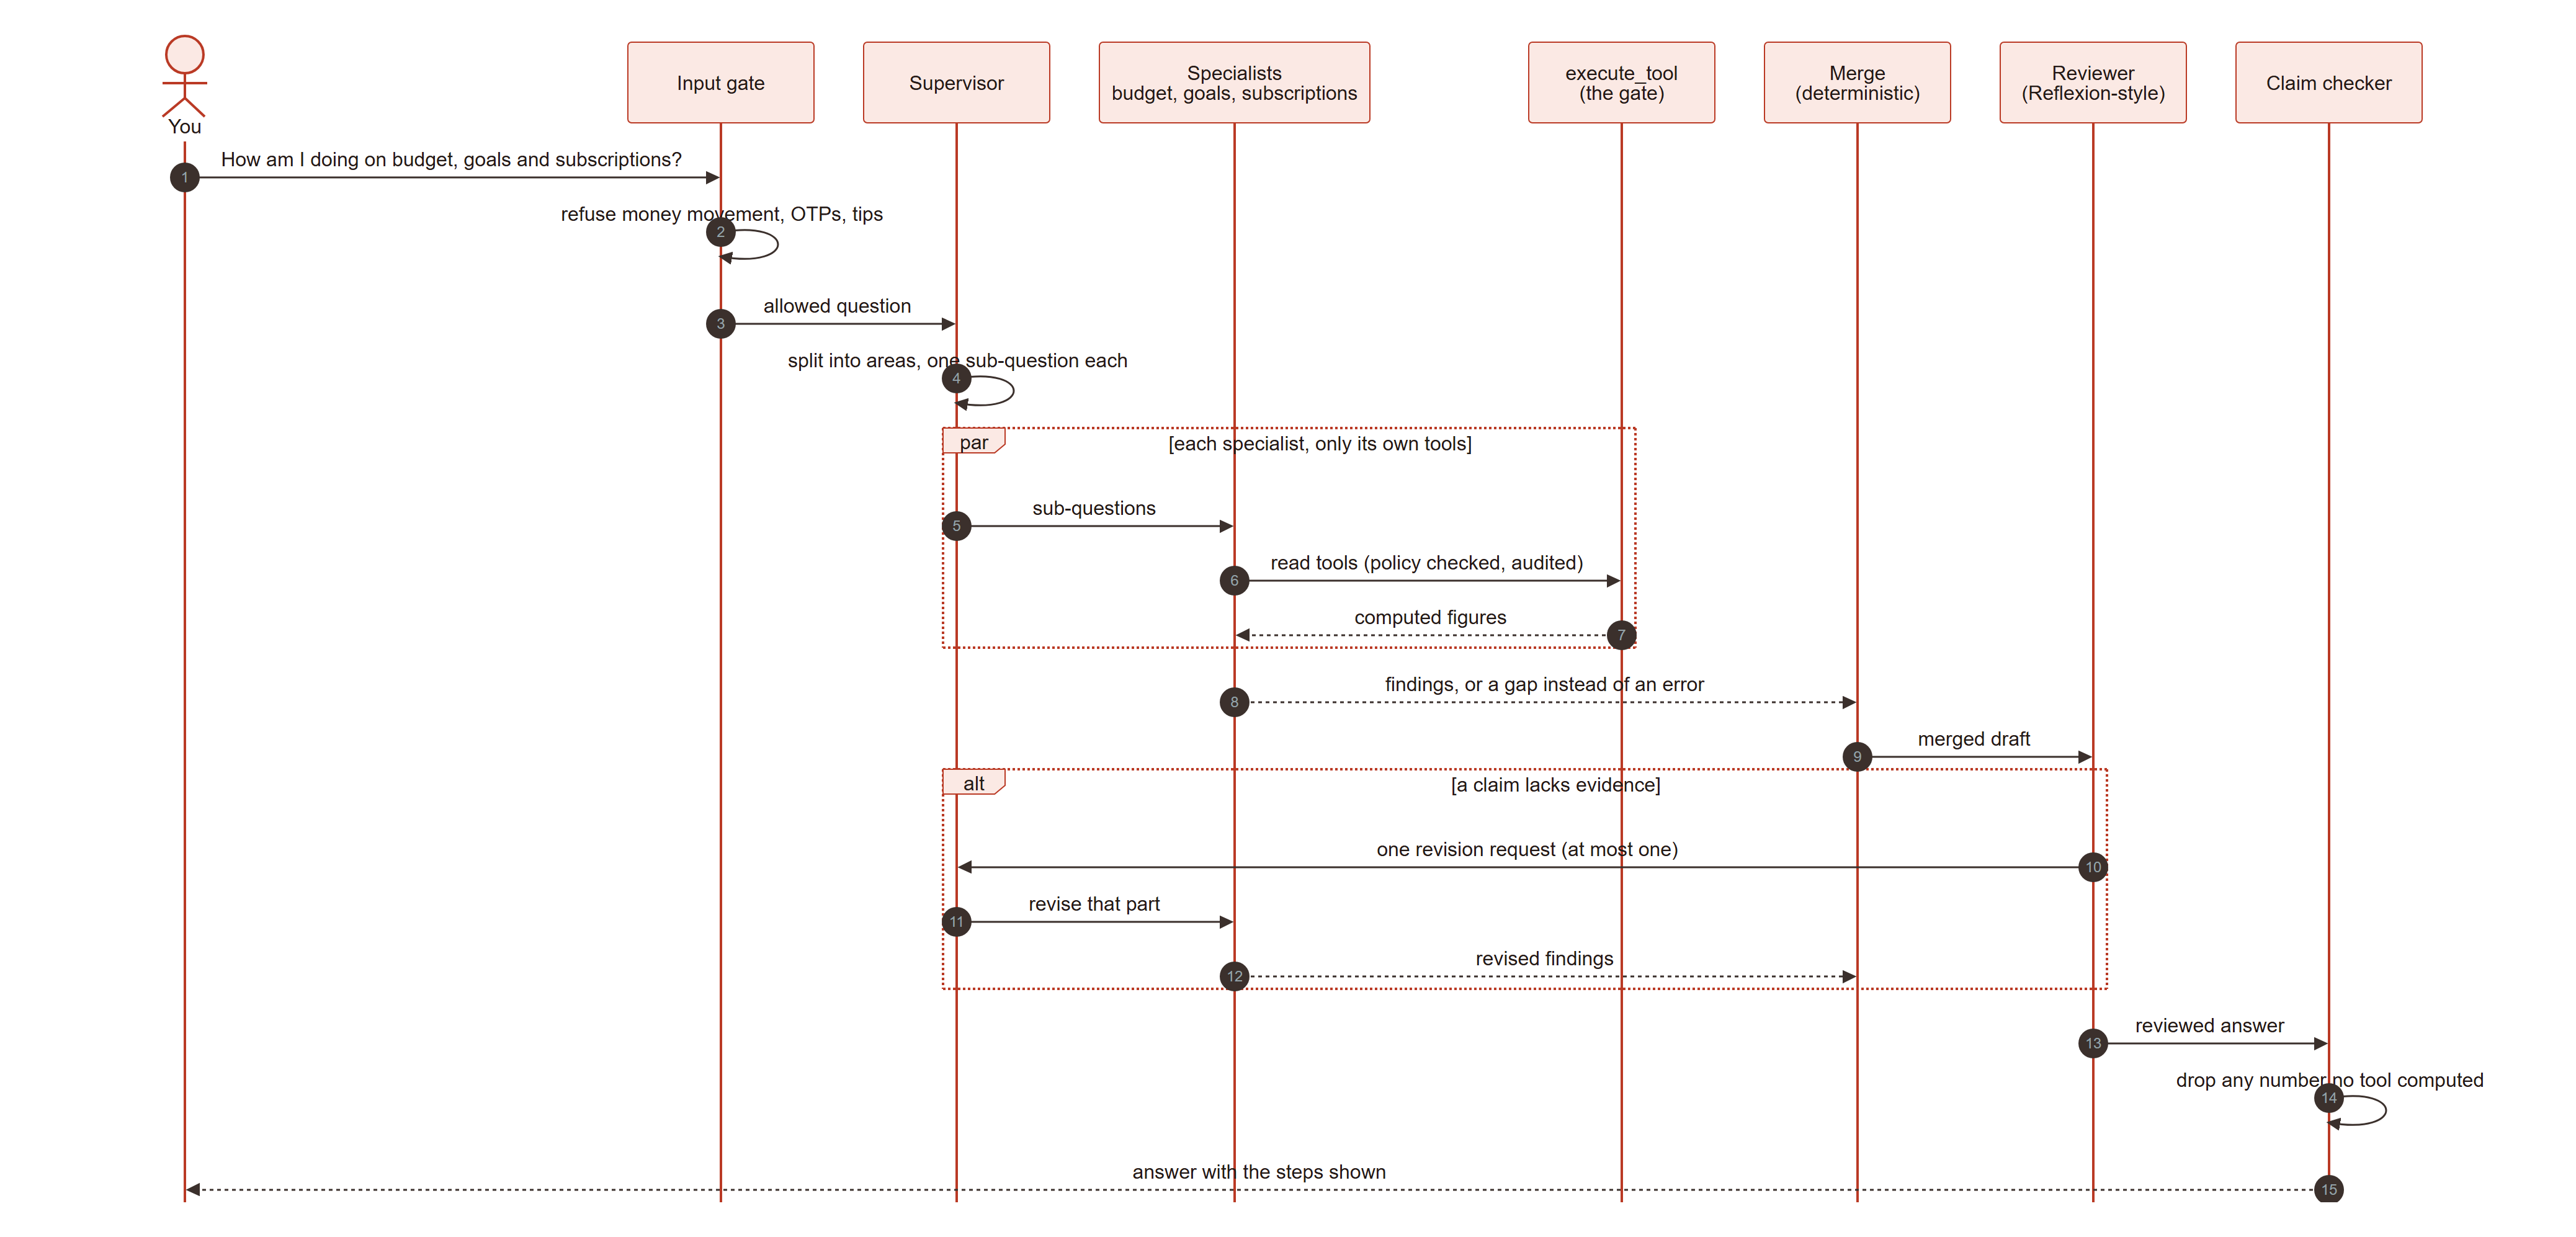 You
Input gate
Supervisor
Specialists
budget, goals, subscriptions
execute_tool
(the gate)
Merge
(deterministic)
Reviewer
(Reflexion-style)
Claim checker
1
How am I doing on budget, goals and subscriptions?
refuse money movement, OTPs, tips
2
allowed question
3
split into areas, one sub-question each
4
par
[each specialist, only its own tools]
sub-questions
5
read tools (policy checked, audited)
6
computed figures
7
findings, or a gap instead of an error
8
merged draft
9
alt
[a claim lacks evidence]
one revision request (at most one)
10
revise that part
11
revised findings
12
reviewed answer
13
drop any number no tool computed
14
answer with the steps shown
15